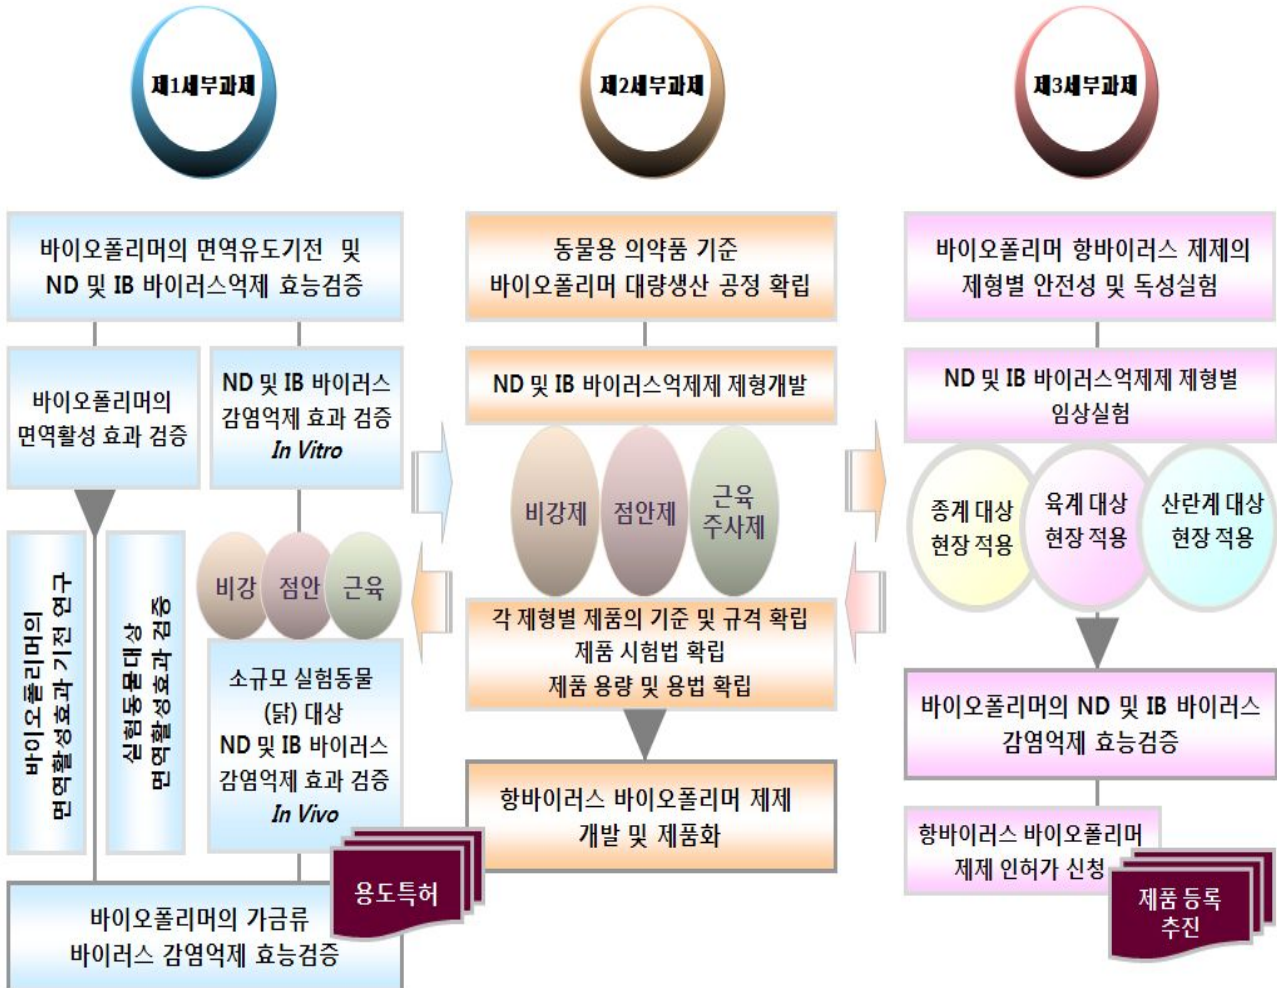 제1세부과제
바이오폴리머의 면역유도기전 및
ND 및 IB 바이러스억제 효능검증
바이오폴리머의
면역활성 효과 검증
ND 및 IB 바이러스
감염억제 효과 검증
In Vitro
바이오폴리머의
면역활성효과 기전 연구
실험동물대상
면역활성효과 검증
비강
점안
근육
소규모 실험동물
(닭) 대상
ND 및 IB 바이러스
감염억제 효과 검증
In Vivo
용도특허
바이오폴리머의 가금류
바이러스 감염억제 효능검증
제2세부과제
동물용 의약품 기준
바이오폴리머 대량생산 공정 확립
ND 및 IB 바이러스억제제 제형개발
비강제
점안제
근육
주사제
각 제형별 제품의 기준 및 규격 확립
제품 시험법 확립
제품 용량 및 용법 확립
항바이러스 바이오폴리머 제제
개발 및 제품화
제3세부과제
바이오폴리머 항바이러스 제제의
제형별 안전성 및 독성실험
ND 및 IB 바이러스억제제 제형별
임상실험
종계 대상
현장 적용
육계 대상
현장 적용
산란계 대상
현장 적용
바이오폴리머의 ND 및 IB 바이러스
감염억제 효능검증
항바이러스 바이오폴리머
제제 인허가 신청
제품 등록
추진